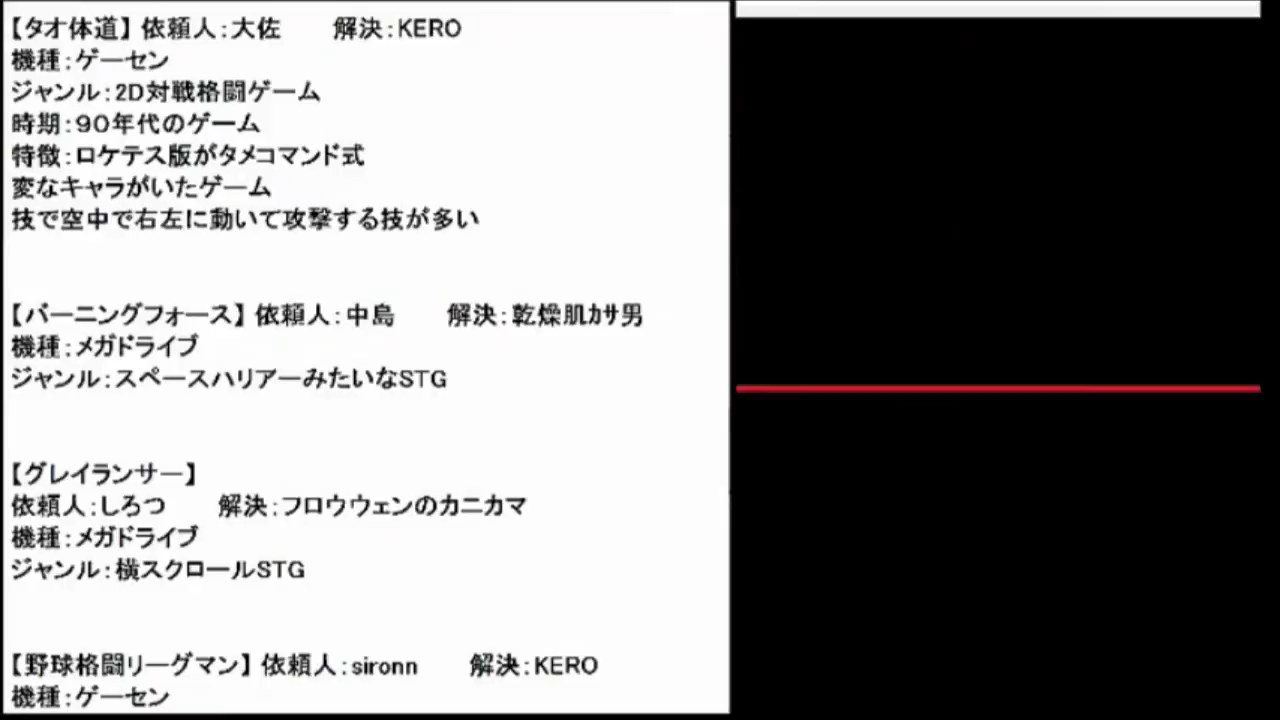 【タオ体道】 依頼人：大佐　　解決：KERO
機種：ゲーセン
ジャンル：2D対戦格闘ゲーム
時期：９０年代のゲーム
特徴：ロケテス版がタメコマンド式
変なキャラがいたゲーム
技で空中で右左に動いて攻撃する技が多い
【バーニングフォース】 依頼人：中島　　解決：乾燥肌ｶｻ男
機種：メガドライブ
ジャンル：スペースハリアーみたいなSTG
【グレイランサー】
依頼人：しろつ　　解決：フロウウェンのカニカマ
機種：メガドライブ
ジャンル：横スクロールSTG
【野球格闘リーグマン】 依頼人：sironn　　解決：KERO
機種：ゲーセン